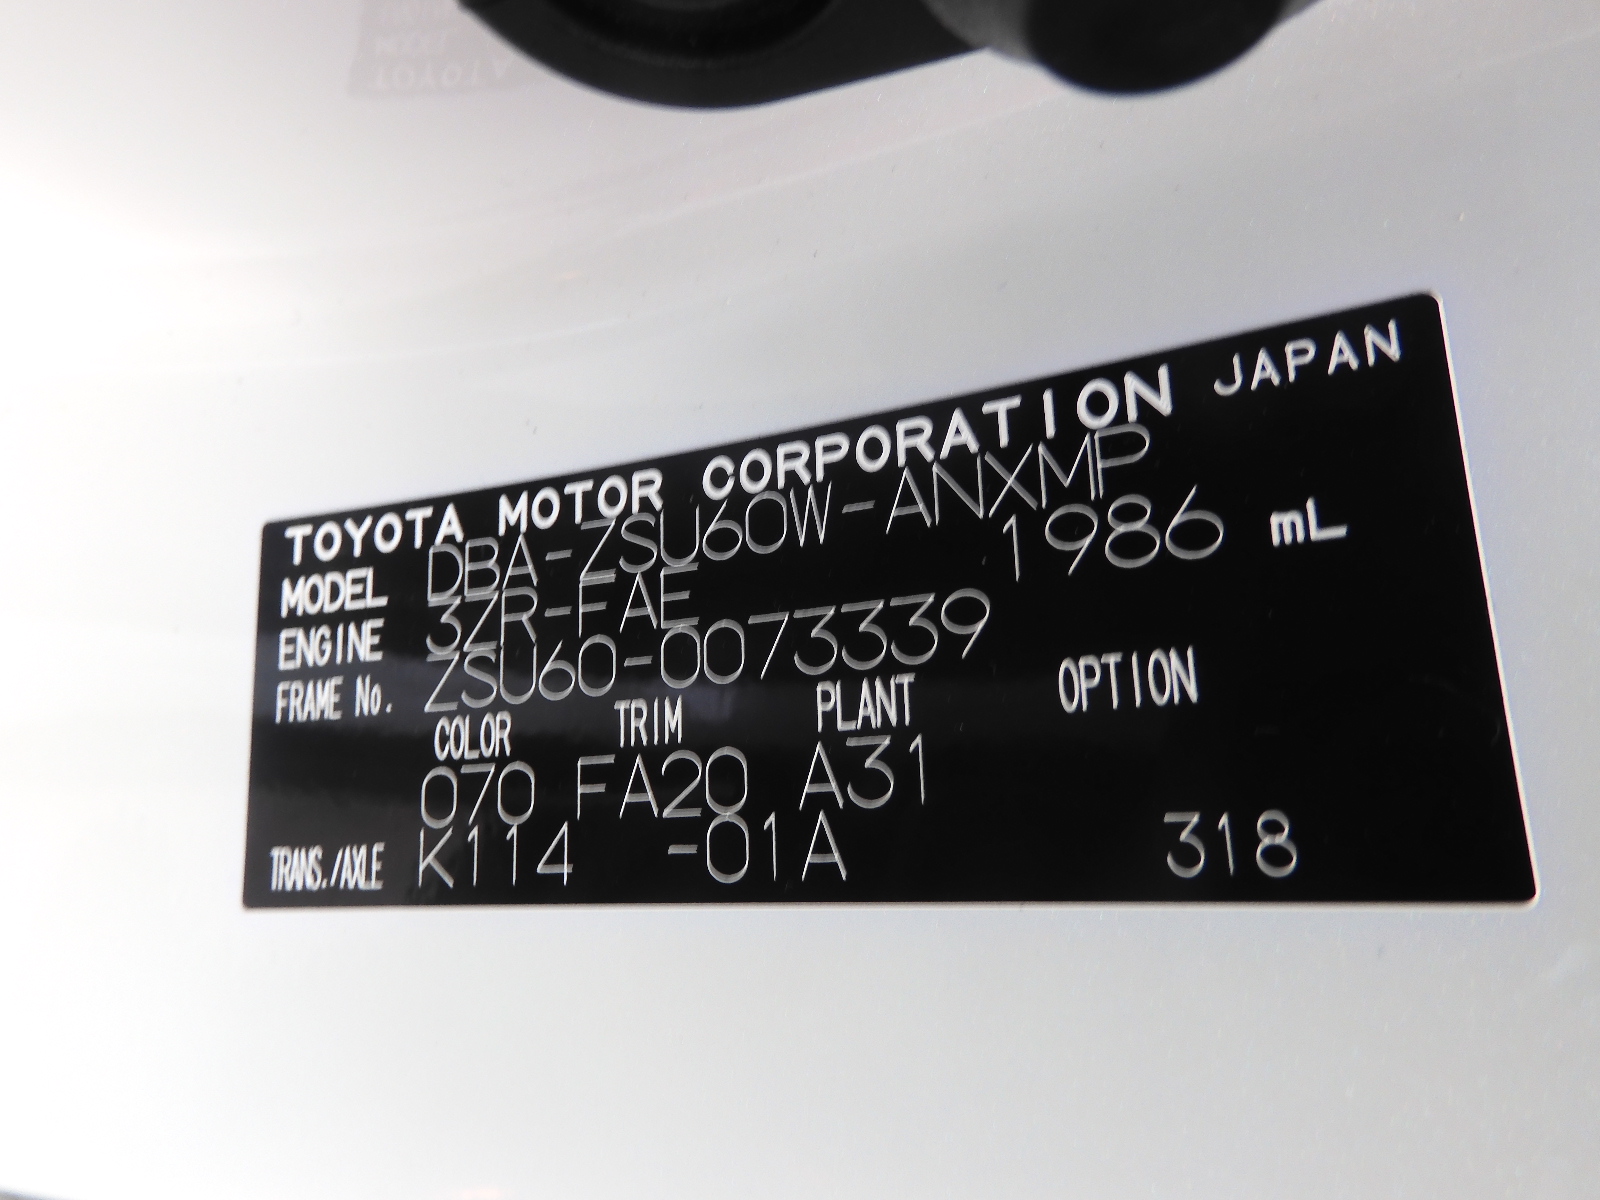 TOYOTA MOTOR CORPORATION JAPAN
MODEL DBA-ZSU60W-ANXMP
ENGINE 3ZR-FAE 1986 mL
FRAME No. ZSU60-0073339
COLOR TRIM PLANT OPTION
070 FA20 A31
TRANS./AXLE K114 -01A 318